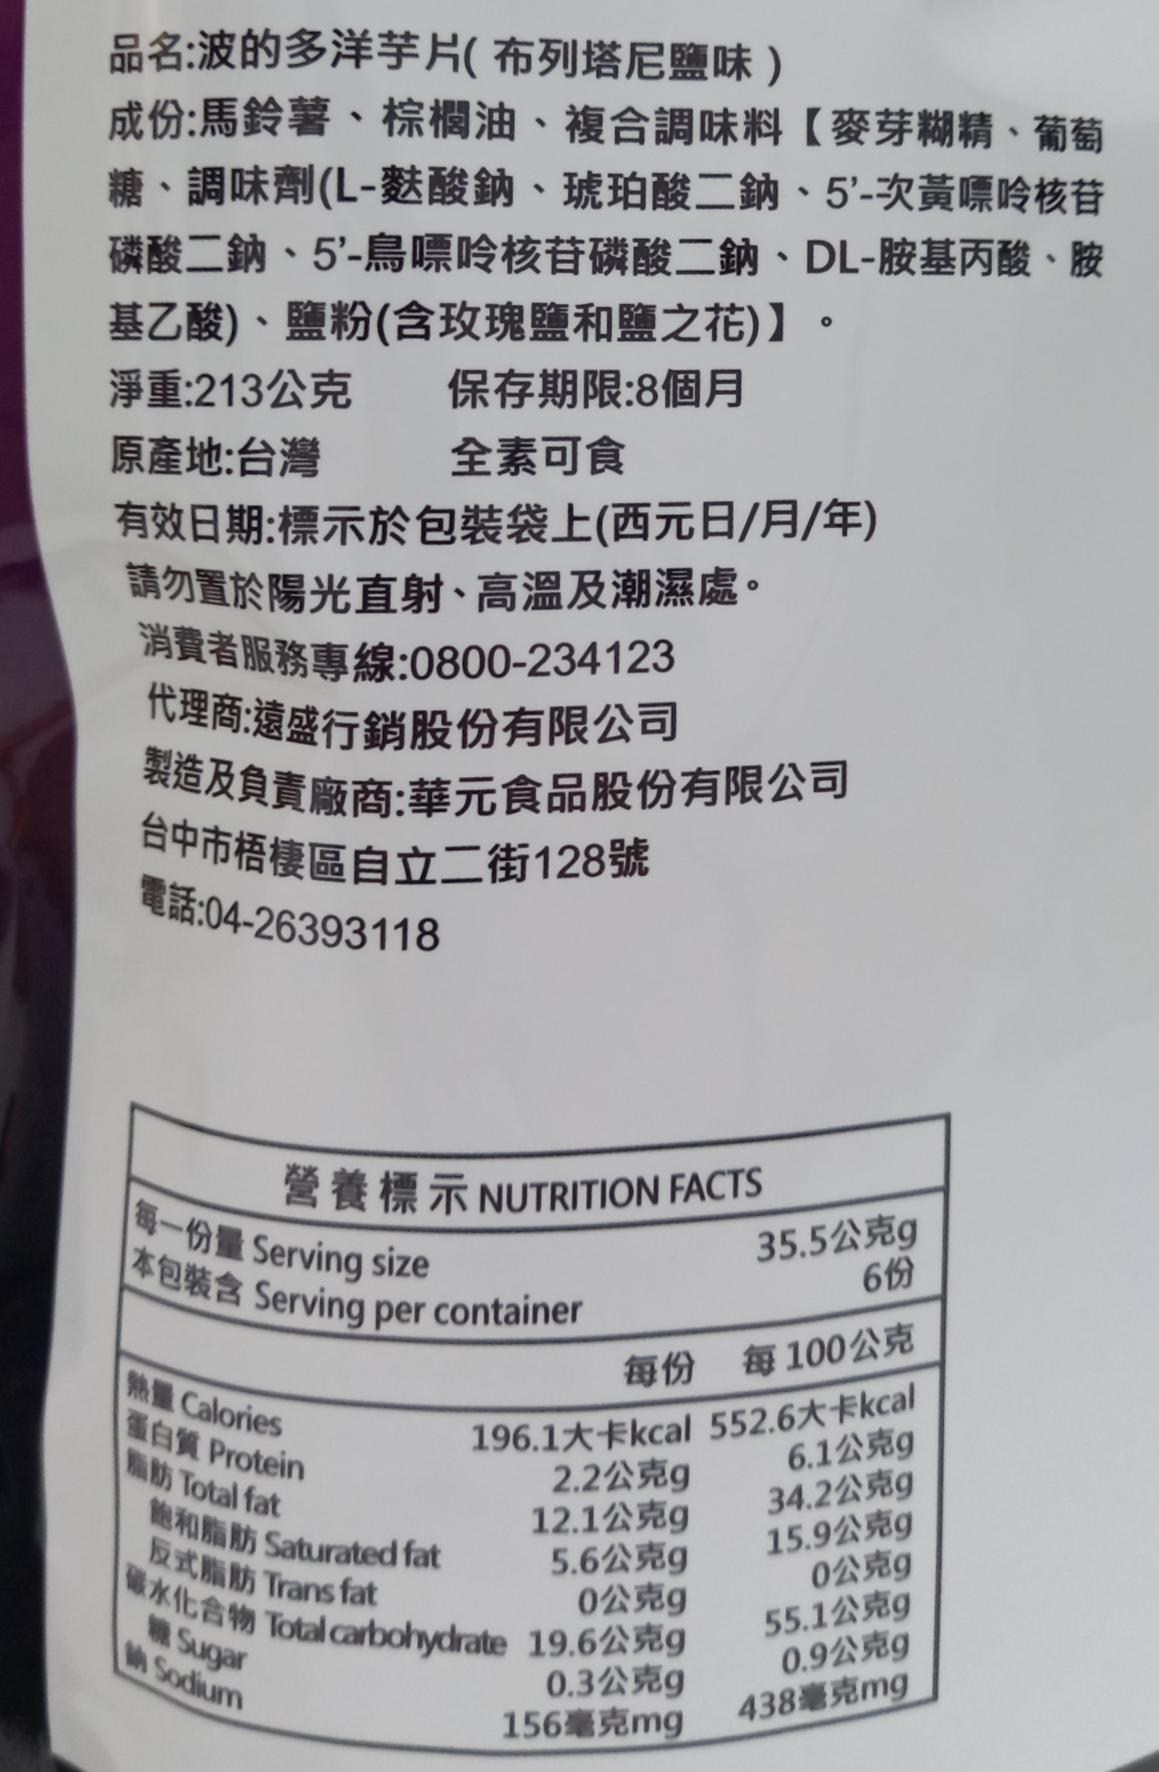 品名:波的多洋芋片( 布列塔尼鹽味 )
成份:馬鈴薯、棕櫚油、複合調味料【麥芽糊精、葡萄
糖、調味劑(L-麩酸鈉、琥珀酸二鈉、5’-次黃嘌呤核苷
磷酸二鈉、5’-鳥嘌呤核苷磷酸二鈉、DL-胺基丙酸、胺
基乙酸)、鹽粉(含玫瑰鹽和鹽之花)】。
淨重:213公克 保存期限:8個月
原產地:台灣 全素可食
有效日期:標示於包裝袋上(西元日/月/年)
請勿置於陽光直射、高溫及潮濕處。
消費者服務專線:0800-234123
代理商:遠盛行銷股份有限公司
製造及負責廠商:華元食品股份有限公司
台中市梧棲區自立二街128號
電話:04-26393118
營養標示 NUTRITION FACTS
每一份量 Serving size 35.5公克g
本包裝含 Serving per container 6份
每份 每100公克
熱量 Calories 196.1大卡kcal 552.6大卡kcal
蛋白質 Protein 2.2公克g 6.1公克g
脂肪 Total fat 12.1公克g 34.2公克g
飽和脂肪 Saturated fat 5.6公克g 15.9公克g
反式脂肪 Trans fat 0公克g 0公克g
碳水化合物 Total carbohydrate 19.6公克g 55.1公克g
糖 Sugar 0.3公克g 0.9公克g
鈉 Sodium 156毫克mg 438毫克mg